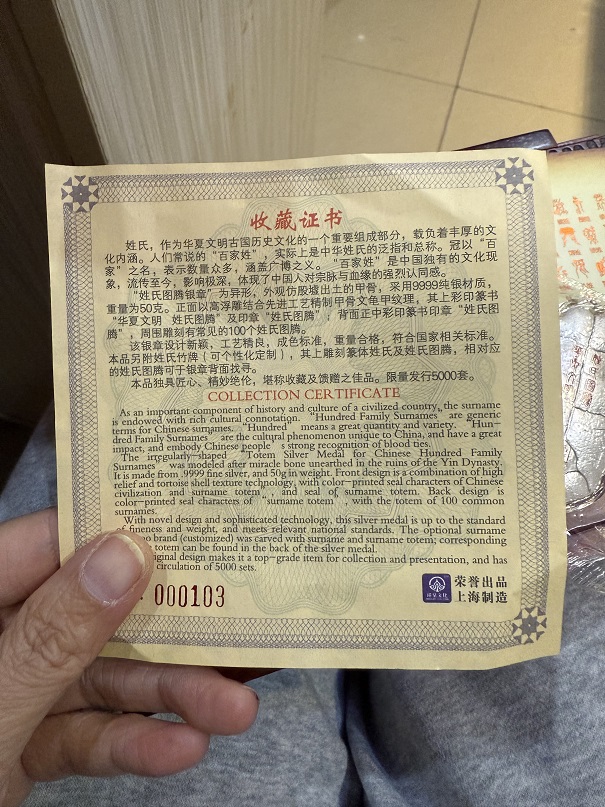 收藏证书
姓氏，作为华夏文明古国历史文化的一个重要组成部分，载负着丰厚的文
化内涵。人们常说的“百家姓”，实际上是中华姓氏的泛指和总称。冠以“百
家”之名，表示数量众多，涵盖广博之义。“百家姓”是中国独有的文化现
象，流传至今，影响极深，体现了中国人对宗脉与血缘的强烈认同感。
“姓氏图腾银章”为异形，外观仿殷墟出土的甲骨。采用9999纯银材质，
重量为50克。正面以高浮雕结合先进工艺精制甲骨文龟甲纹理，其上彩印篆书
“华夏文明 姓氏图腾”及印章“姓氏图腾”；背面正中彩印篆书印章“姓氏图
腾”，周围雕刻有常见的100个姓氏图腾。
该银章设计新颖，工艺精良，成色标准，重量合格，符合国家相关标准。
本品另附姓氏竹牌（可个性化定制），其上雕刻篆体姓氏及姓氏图腾，相对应
的姓氏图腾可于银章背面找寻。
本品独具匠心、精妙绝伦，堪称收藏及馈赠之佳品。限量发行5000套。
COLLECTION CERTIFICATE
As an important component of history and culture of a civilized country, the surname
is endowed with rich cultural connotation. “Hundred Family Surnames” are generic
terms for Chinese surnames. “Hundred” means a great quantity and variety. “Hun-
dred Family Surnames” are the cultural phenomenon unique to China, and have a great
impact, and embody Chinese people’s strong recognition of blood ties.
The irregularly-shaped “Totem Silver Medal for Chinese Hundred Family
Surnames” was modeled after miracle bone unearthed in the ruins of the Yin Dynasty.
It is made from .9999 fine silver, and 50g in weight. Front design is a combination of high
relief and tortoise shell texture technology, with color-printed seal characters of Chinese
civilization and surname totem, and seal of surname totem. Back design is
color-printed seal characters of “surname totem”, with the totem of 100 common
surnames.
With novel design and sophisticated technology, this silver medal is up to the standard
of fineness and weight, and meets relevant national standards. The optional surname
brand (customized) was carved with surname and surname totem; corresponding
totem can be found in the back of the silver medal.
original design makes it a top-grade item for collection and presentation, and has
circulation of 5000 sets.
000103
荣誉出品
上海制造